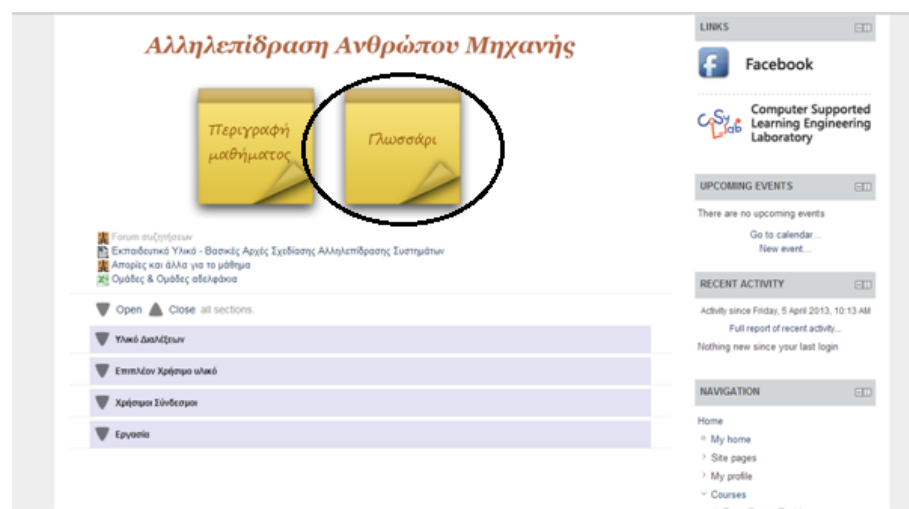 Αλληλεπίδραση Ανθρώπου Μηχανής
Περιγραφή
μαθήματος
Γλωσσάρι
Forum συζητήσεων
Εκπαιδευτικό Υλικό - Βασικές Αρχές Σχεδίασης Αλληλεπίδρασης Συστημάτων
Απορίες και άλλα για το μάθημα
Ομάδες & Ομάδες αδελφάκια
Open Close all sections.
Υλικό Διαλέξεων
Επιπλέον Χρήσιμο υλικό
Χρήσιμοι Σύνδεσμοι
Εργασία
LINKS
Facebook
CoSyLab
Computer Supported
Learning Engineering
Laboratory
UPCOMING EVENTS
There are no upcoming events
Go to calendar...
New event...
RECENT ACTIVITY
Activity since Friday, 5 April 2013, 10:13 AM
Full report of recent activity...
Nothing new since your last login
NAVIGATION
Home
My home
Site pages
My profile
Courses